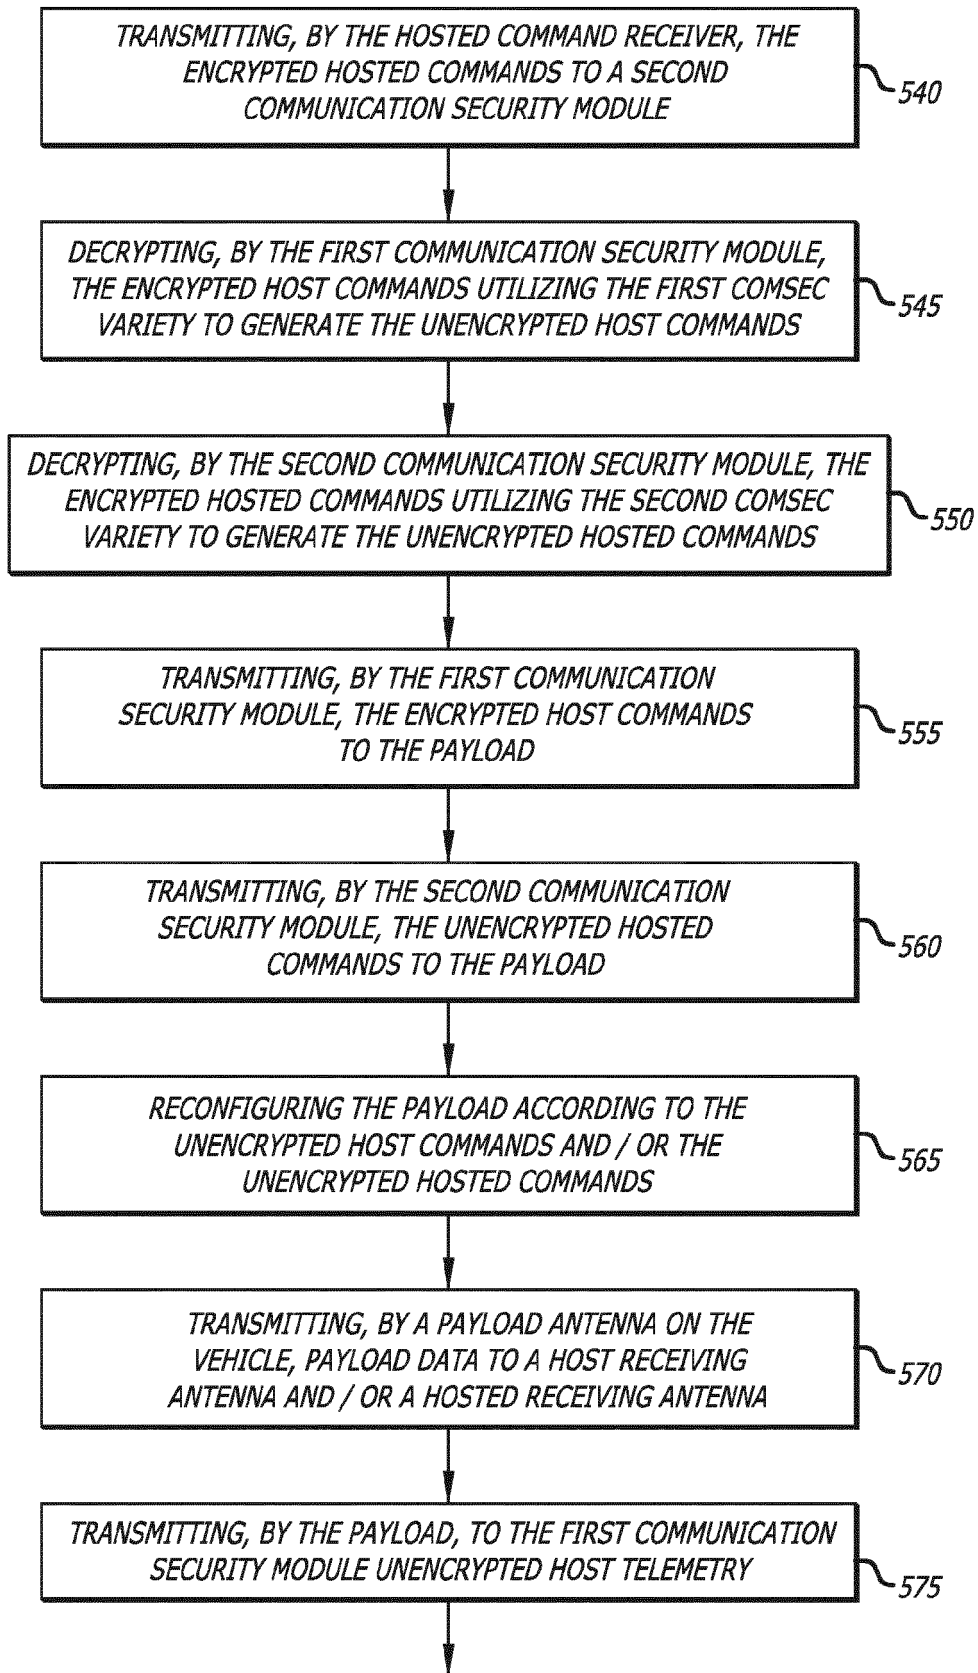 TRANSMITTING, BY THE HOSTED COMMAND RECEIVER, THE
ENCRYPTED HOSTED COMMANDS TO A SECOND
COMMUNICATION SECURITY MODULE
540
DECRYPTING, BY THE FIRST COMMUNICATION SECURITY MODULE,
THE ENCRYPTED HOST COMMANDS UTILIZING THE FIRST COMSEC
VARIETY TO GENERATE THE UNENCRYPTED HOST COMMANDS
545
DECRYPTING, BY THE SECOND COMMUNICATION SECURITY MODULE, THE
ENCRYPTED HOSTED COMMANDS UTILIZING THE SECOND COMSEC
VARIETY TO GENERATE THE UNENCRYPTED HOSTED COMMANDS
550
TRANSMITTING, BY THE FIRST COMMUNICATION
SECURITY MODULE, THE ENCRYPTED HOST COMMANDS
TO THE PAYLOAD
555
TRANSMITTING, BY THE SECOND COMMUNICATION
SECURITY MODULE, THE UNENCRYPTED HOSTED
COMMANDS TO THE PAYLOAD
560
RECONFIGURING THE PAYLOAD ACCORDING TO THE
UNENCRYPTED HOST COMMANDS AND / OR THE
UNENCRYPTED HOSTED COMMANDS
565
TRANSMITTING, BY A PAYLOAD ANTENNA ON THE
VEHICLE, PAYLOAD DATA TO A HOST RECEIVING
ANTENNA AND / OR A HOSTED RECEIVING ANTENNA
570
TRANSMITTING, BY THE PAYLOAD, TO THE FIRST COMMUNICATION
SECURITY MODULE UNENCRYPTED HOST TELEMETRY
575